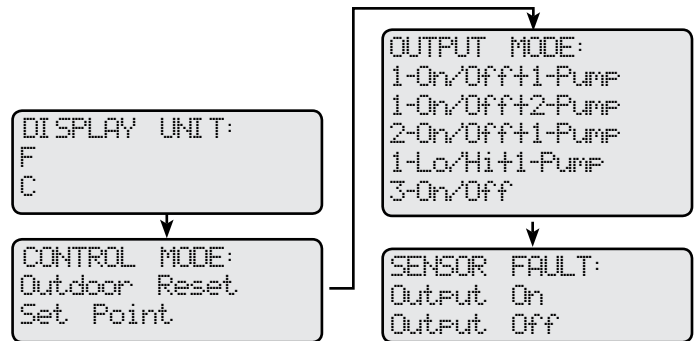 DISPLAY UNIT:
F
C
CONTROL MODE:
Outdoor Reset
Set Point
OUTPUT MODE:
1-On/Off+1-Pump
1-On/Off+2-Pump
2-On/Off+1-Pump
1-Lo/Hi+1-Pump
3-On/Off
SENSOR FAULT:
Output On
Output Off